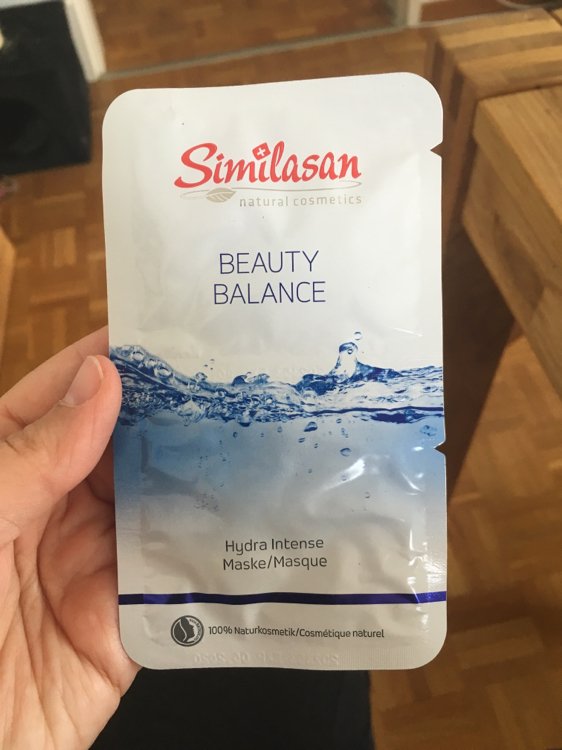 Similasan
natural cosmetics
BEAUTY
BALANCE
Hydra Intense
Maske/Masque
100% Naturkosmetik/Cosmétique naturel